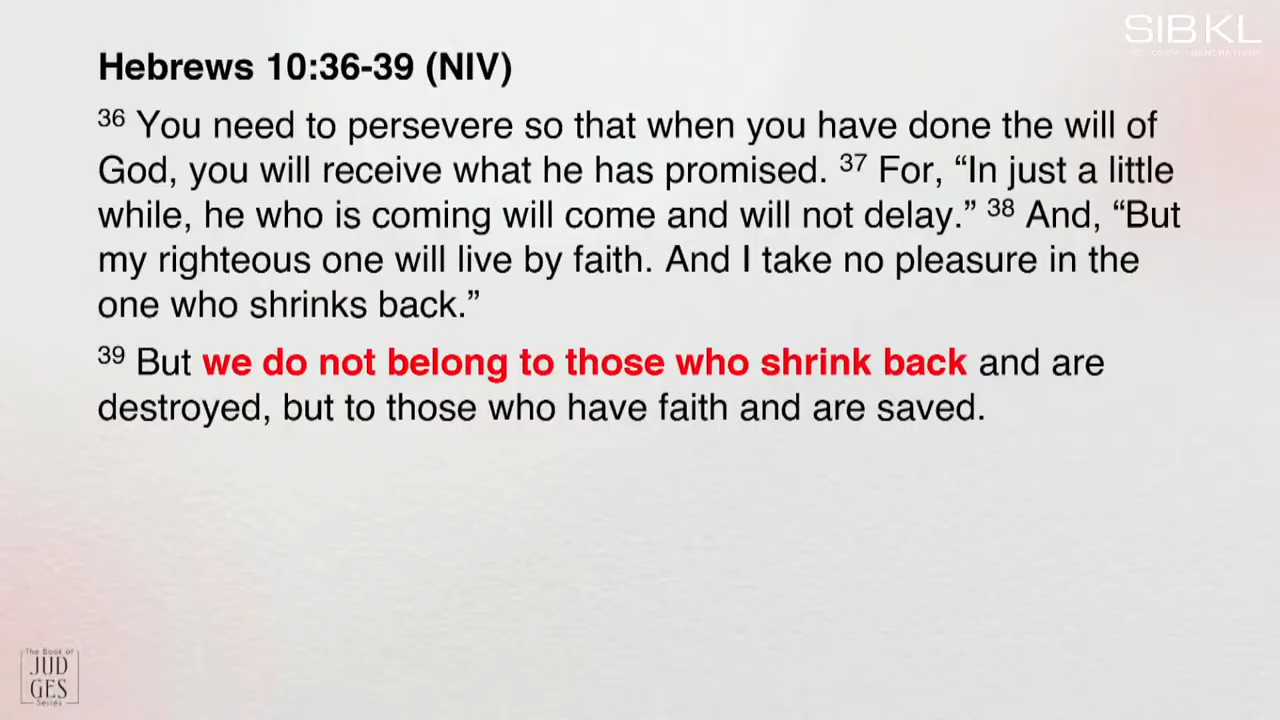 SIBKL
Hebrews 10:36-39 (NIV)
36 You need to persevere so that when you have done the will of
God, you will receive what he has promised. 37 For, “In just a little
while, he who is coming will come and will not delay.” 38 And, “But
my righteous one will live by faith. And I take no pleasure in the
one who shrinks back.”
39 But we do not belong to those who shrink back and are
destroyed, but to those who have faith and are saved.
The Book of
JUD
GES
Series